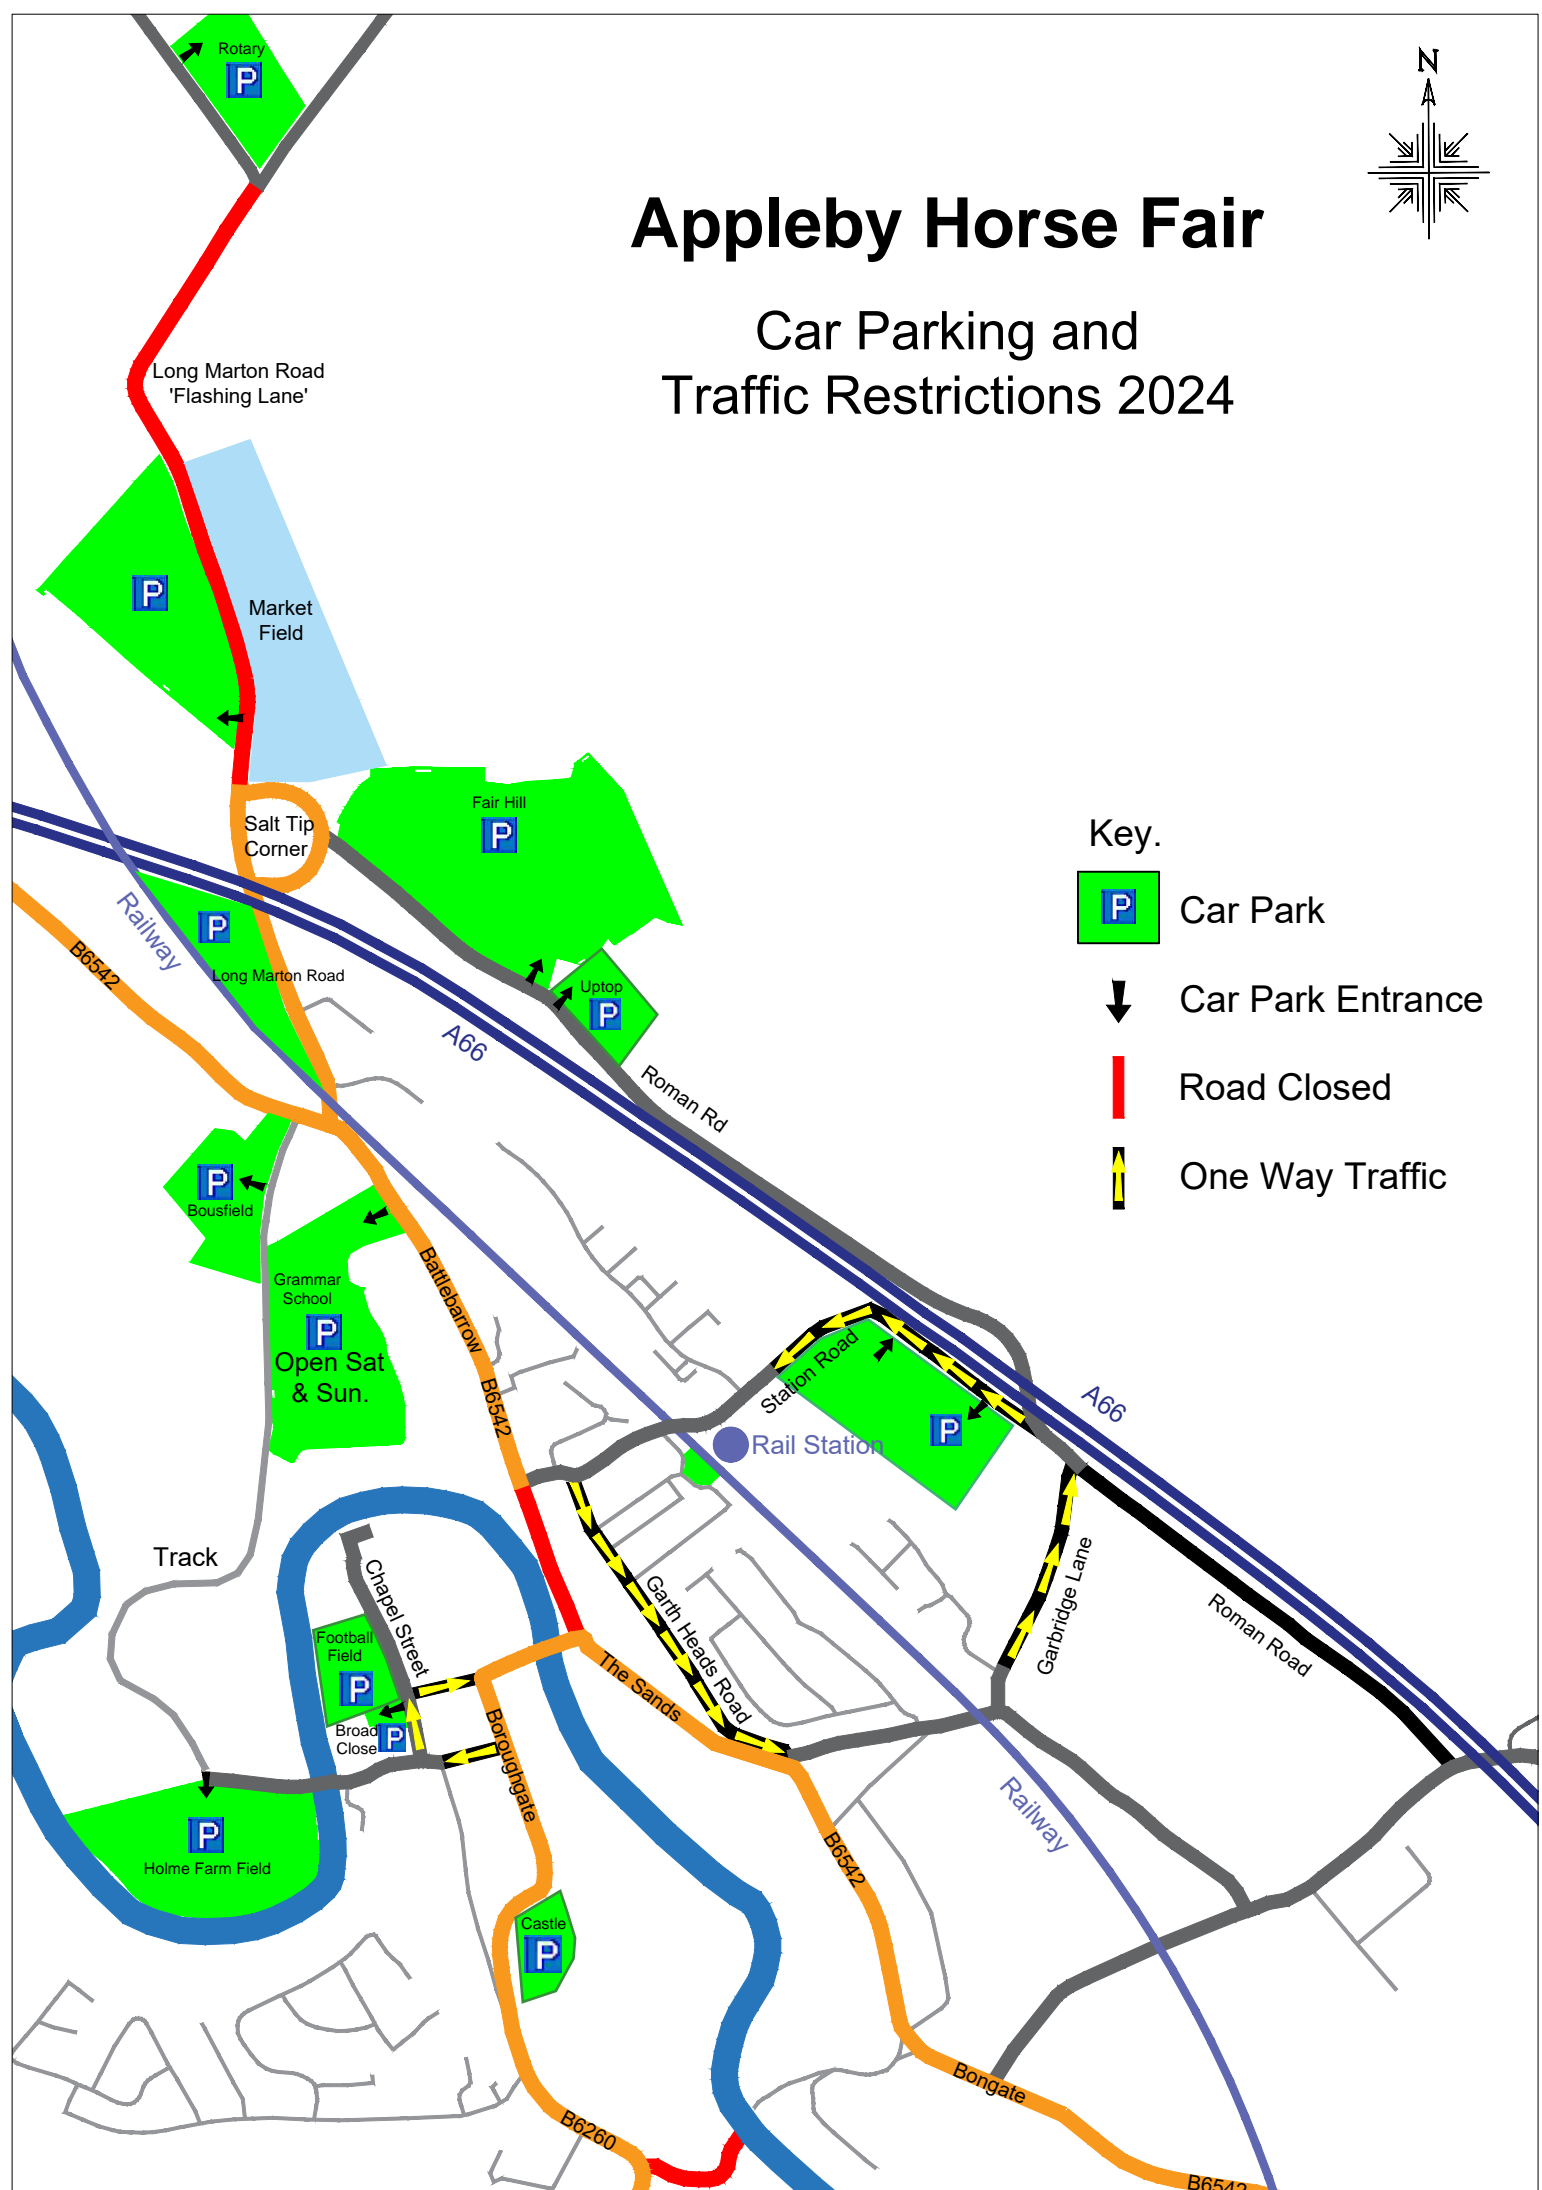 Rotary
P
N
Appleby Horse Fair
Car Parking and
Traffic Restrictions 2024
Long Marton Road
'Flashing Lane'
P
Market
Field
Salt Tip
Corner
Fair Hill
P
Key.
P
Car Park
Car Park Entrance
Road Closed
One Way Traffic
Railway
P
Long Marton Road
B6542
A66
Uptop
P
Roman Rd
P
Bousfield
Grammar
School
P
Open Sat
& Sun.
Battlebarrow
B6542
Station Road
P
A66
Rail Station
Track
Chapel Street
Football
Field
P
Broad
Close
P
Garth Heads Road
The Sands
Garbridge Lane
Roman Road
Boroughgate
P
Holme Farm Field
B6542
Railway
Castle
P
Bongate
B6260
B6542